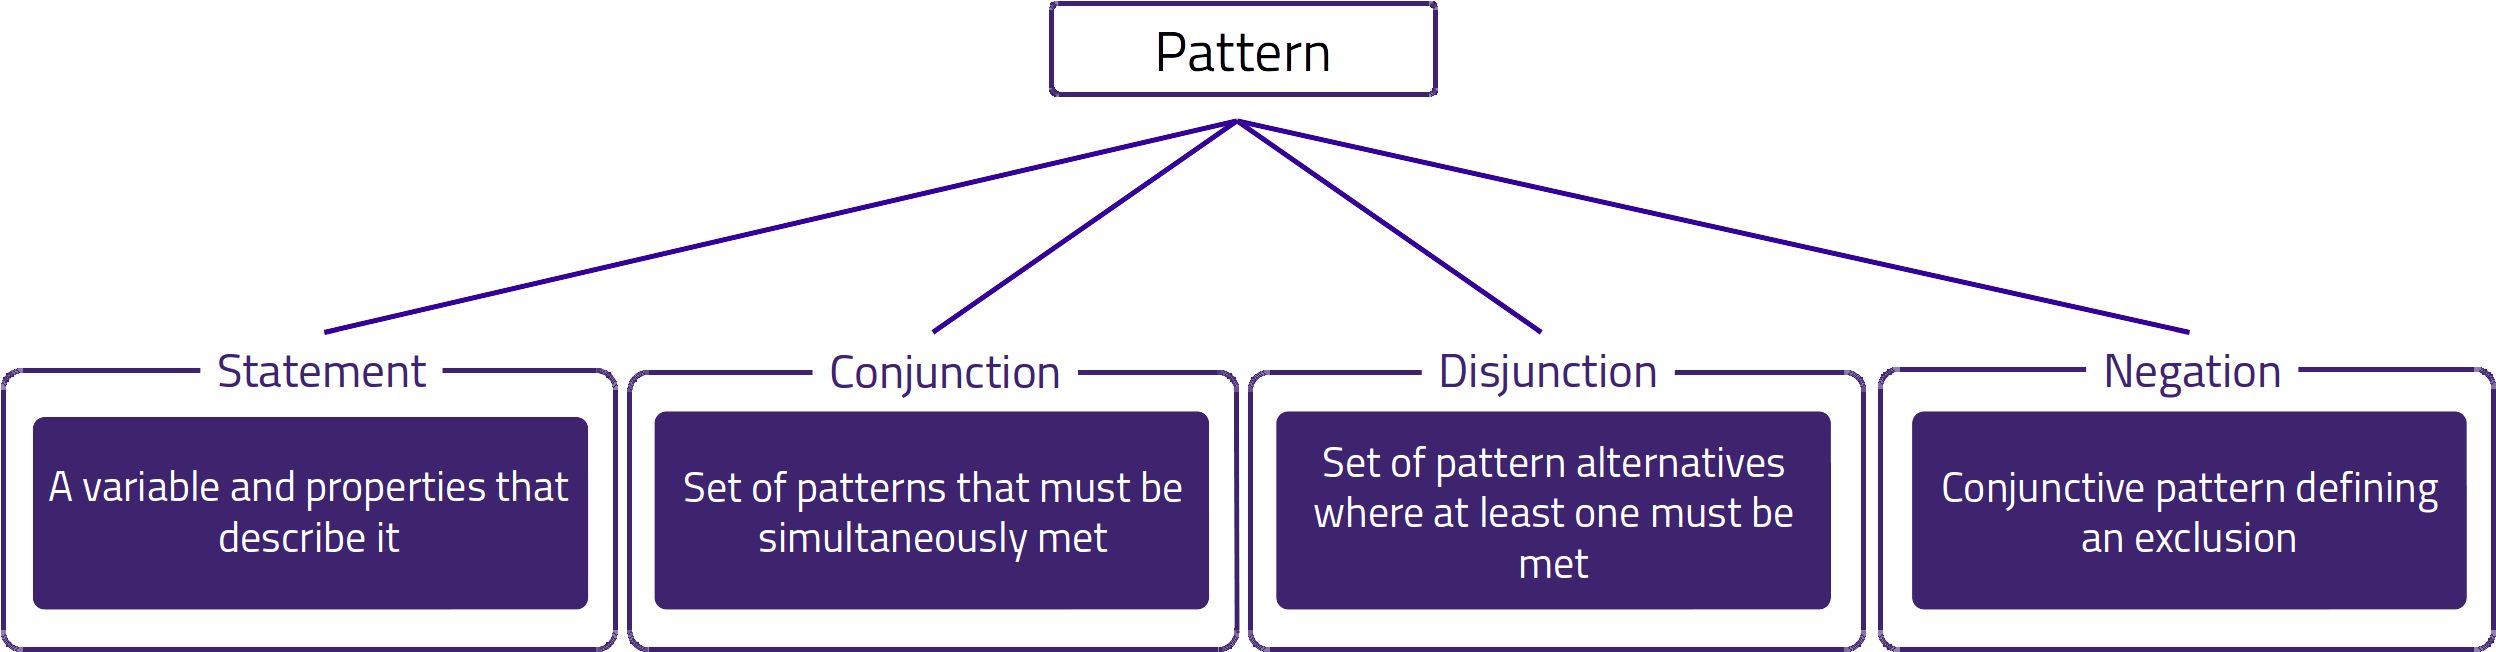 Pattern
Statement
A variable and properties that
describe it
Conjunction
Set of patterns that must be
simultaneously met
Disjunction
Set of pattern alternatives
where at least one must be
met
Negation
Conjunctive pattern defining
an exclusion